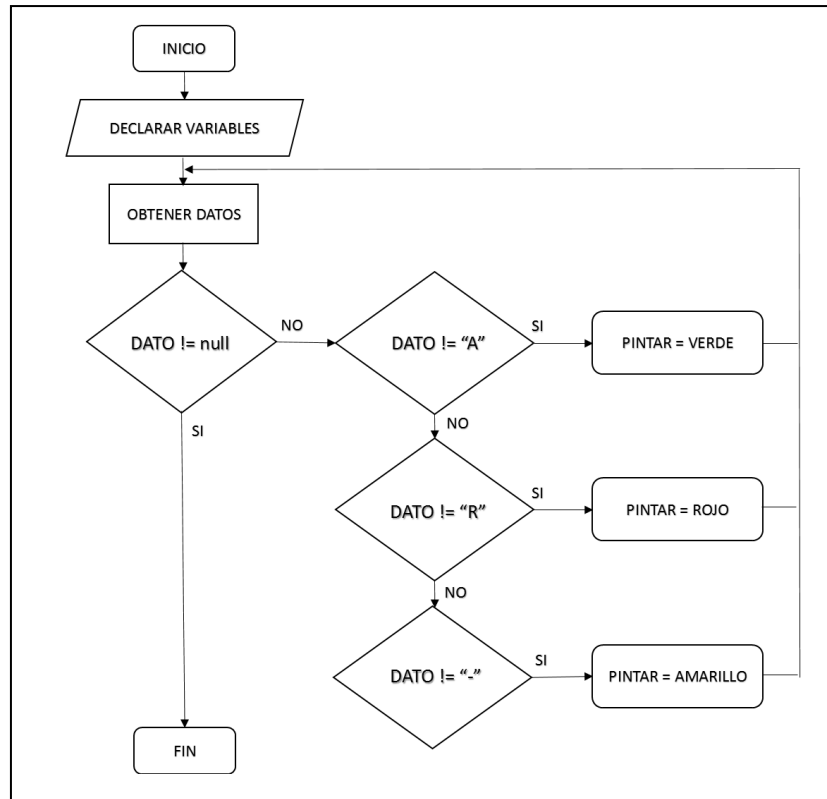 INICIO
DECLARAR VARIABLES
OBTENER DATOS
DATO != null
NO
DATO != “A”
SI
PINTAR = VERDE
SI
NO
DATO != “R”
SI
PINTAR = ROJO
NO
DATO != “-”
SI
PINTAR = AMARILLO
FIN